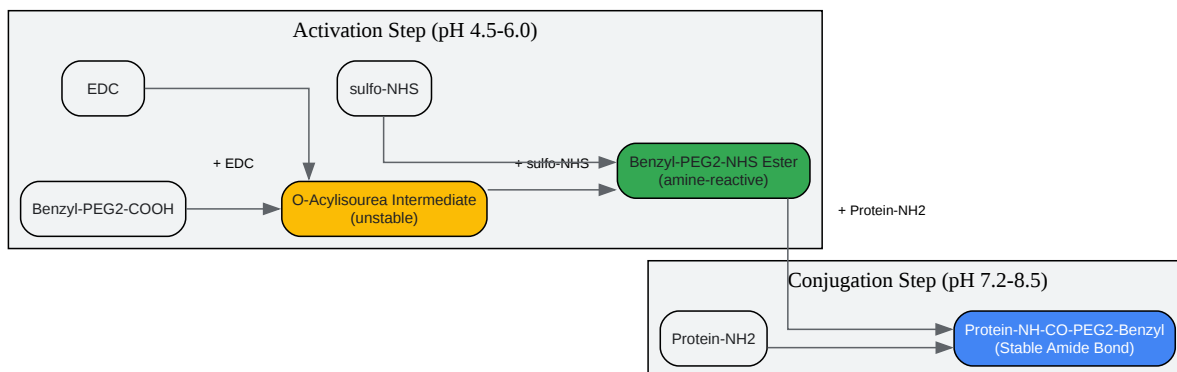 Activation Step (pH 4.5-6.0)
EDC
sulfo-NHS
+ EDC
+ sulfo-NHS
Benzyl-PEG2-NHS Ester
(amine-reactive)
Benzyl-PEG2-COOH
O-Acylisourea Intermediate
(unstable)
+ Protein-NH2
Conjugation Step (pH 7.2-8.5)
Protein-NH2
Protein-NH-CO-PEG2-Benzyl
(Stable Amide Bond)